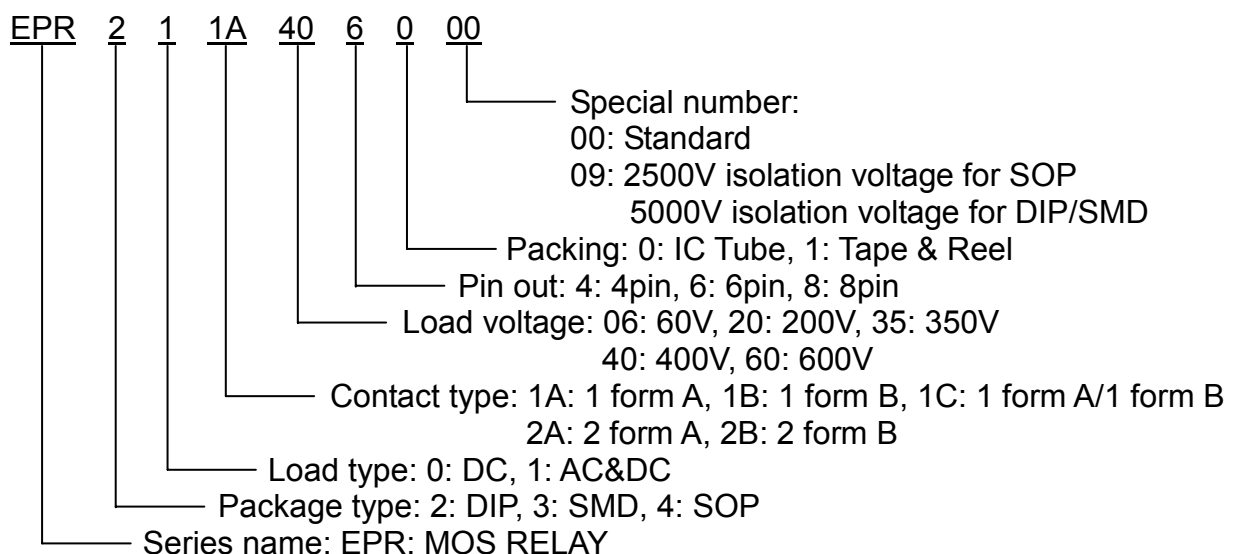 EPR 2 1 1A 40 6 0 00
Special number:
00: Standard
09: 2500V isolation voltage for SOP
5000V isolation voltage for DIP/SMD
Packing: 0: IC Tube, 1: Tape & Reel
Pin out: 4: 4pin, 6: 6pin, 8: 8pin
Load voltage: 06: 60V, 20: 200V, 35: 350V
40: 400V, 60: 600V
Contact type: 1A: 1 form A, 1B: 1 form B, 1C: 1 form A/1 form B
2A: 2 form A, 2B: 2 form B
Load type: 0: DC, 1: AC&DC
Package type: 2: DIP, 3: SMD, 4: SOP
Series name: EPR: MOS RELAY